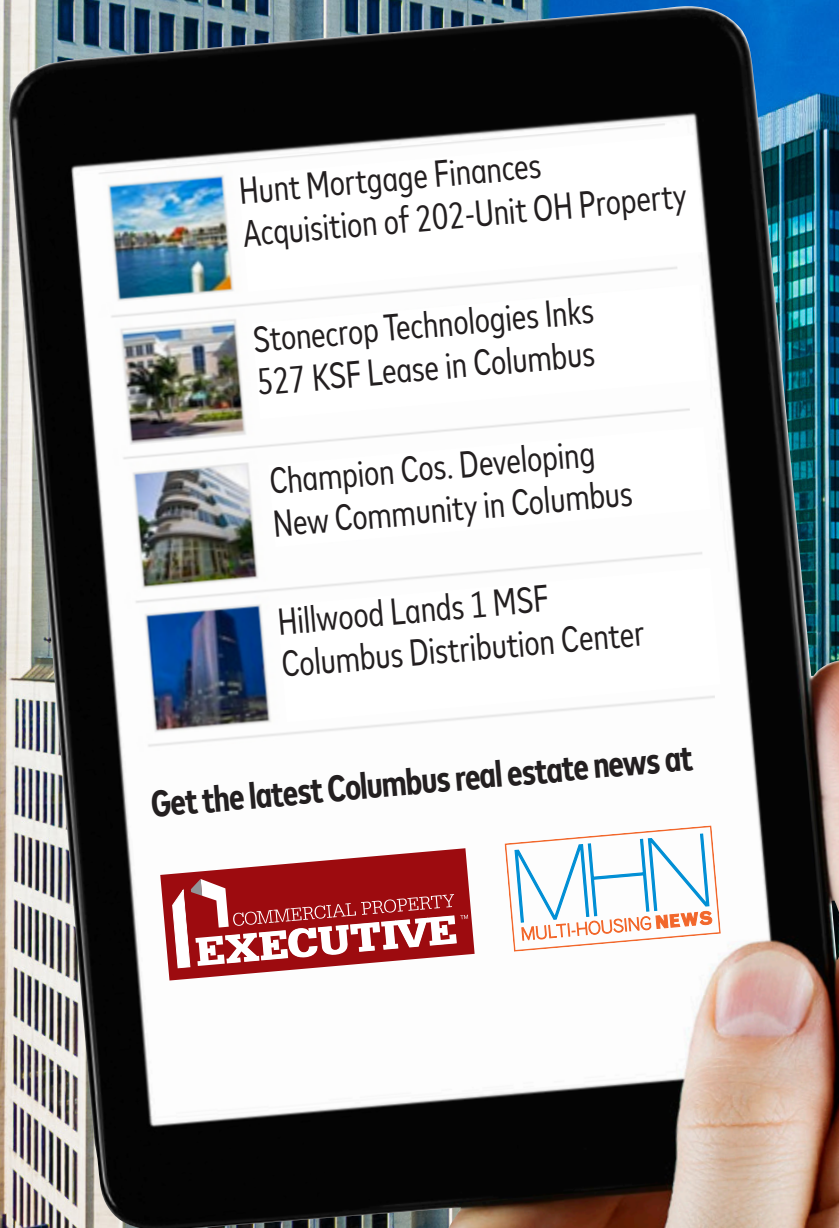 Hunt Mortgage Finances
Acquisition of 202-Unit OH Property
Stonecrop Technologies Inks
527 KSF Lease in Columbus
Champion Cos. Developing
New Community in Columbus
Hillwood Lands 1 MSF
Columbus Distribution Center
Get the latest Columbus real estate news at
COMMERCIAL PROPERTY
EXECUTIVE™
MHN
MULTI-HOUSING NEWS